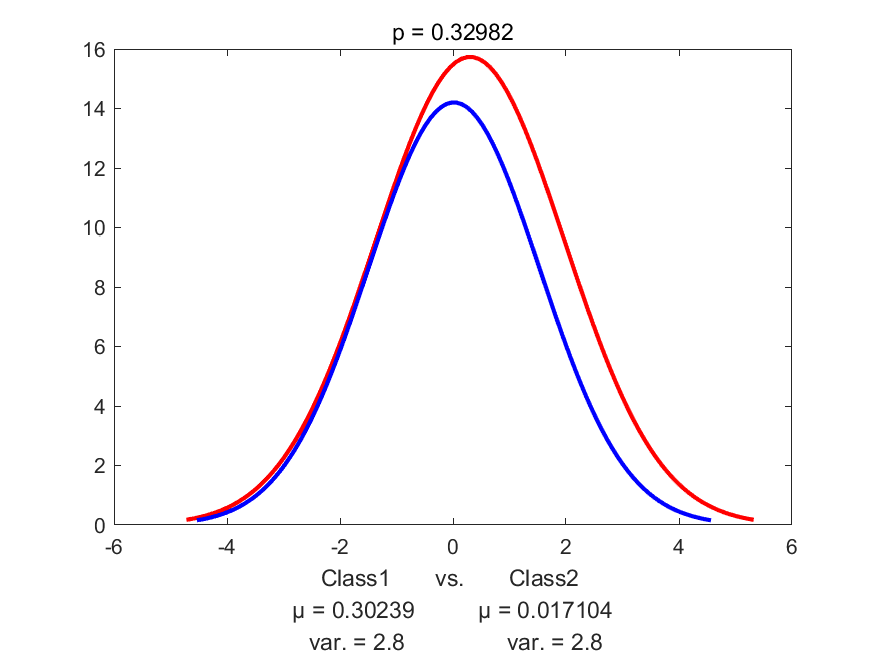 p = 0.32982
16
14
12
10
8
6
4
2
0
-6 -4 -2 0 2 4 6
Class1 vs. Class2
μ = 0.30239 μ = 0.017104
var. = 2.8 var. = 2.8